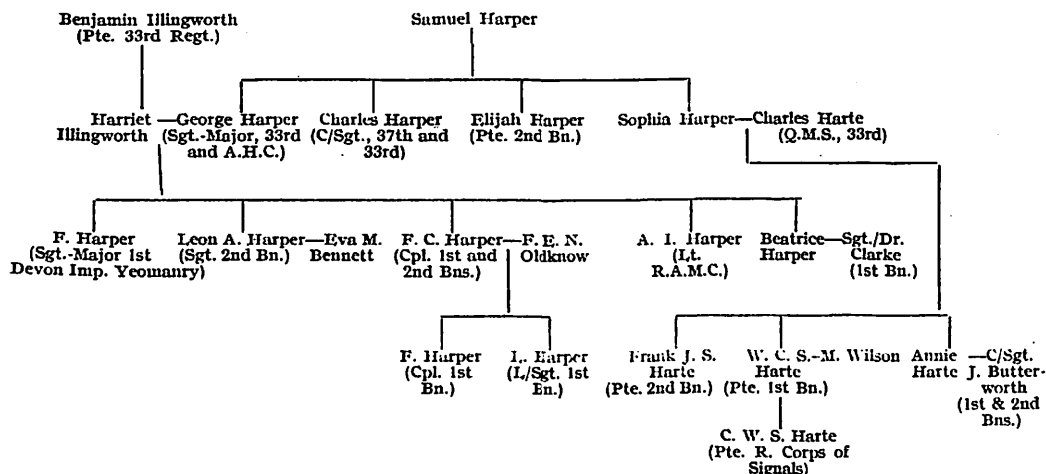 Benjamin Illingworth
(Pte. 33rd Regt.)
Samuel Harper
Harriet
Illingworth
George Harper
(Sgt.-Major, 33rd
and A.H.C.)
Charles Harper
(C/Sgt., 37th and
33rd)
Elijah Harper
(Pte. 2nd Bn.)
Sophia Harper—Charles Harte
(Q.M.S., 33rd)
F. Harper
(Sgt.-Major 1st
Devon Imp. Yeomanry)
Leon A. Harper—Eva M.
(Sgt. 2nd Bn.) Bennett
F. C. Harper—F. E. N.
(Cpl. 1st and Oldknow
2nd Bns.)
A. I. Harper
(Lt.
R.A.M.C.)
Beatrice—Sgt./Dr.
Harper Clarke
(1st Bn.)
F. Harper
(Cpl. 1st
Bn.)
L. Harper
(L/Sgt. 1st
Bn.)
Frank J. S.
Harte
(Pte. 2nd Bn.)
W. C. S.—M. Wilson
Harte
(Pte. 1st Bn.)
Annie —C/Sgt.
Harte J. Butter-
worth
(1st & 2nd
Bns.)
C. W. S. Harte
(Pte. R. Corps of
Signals)